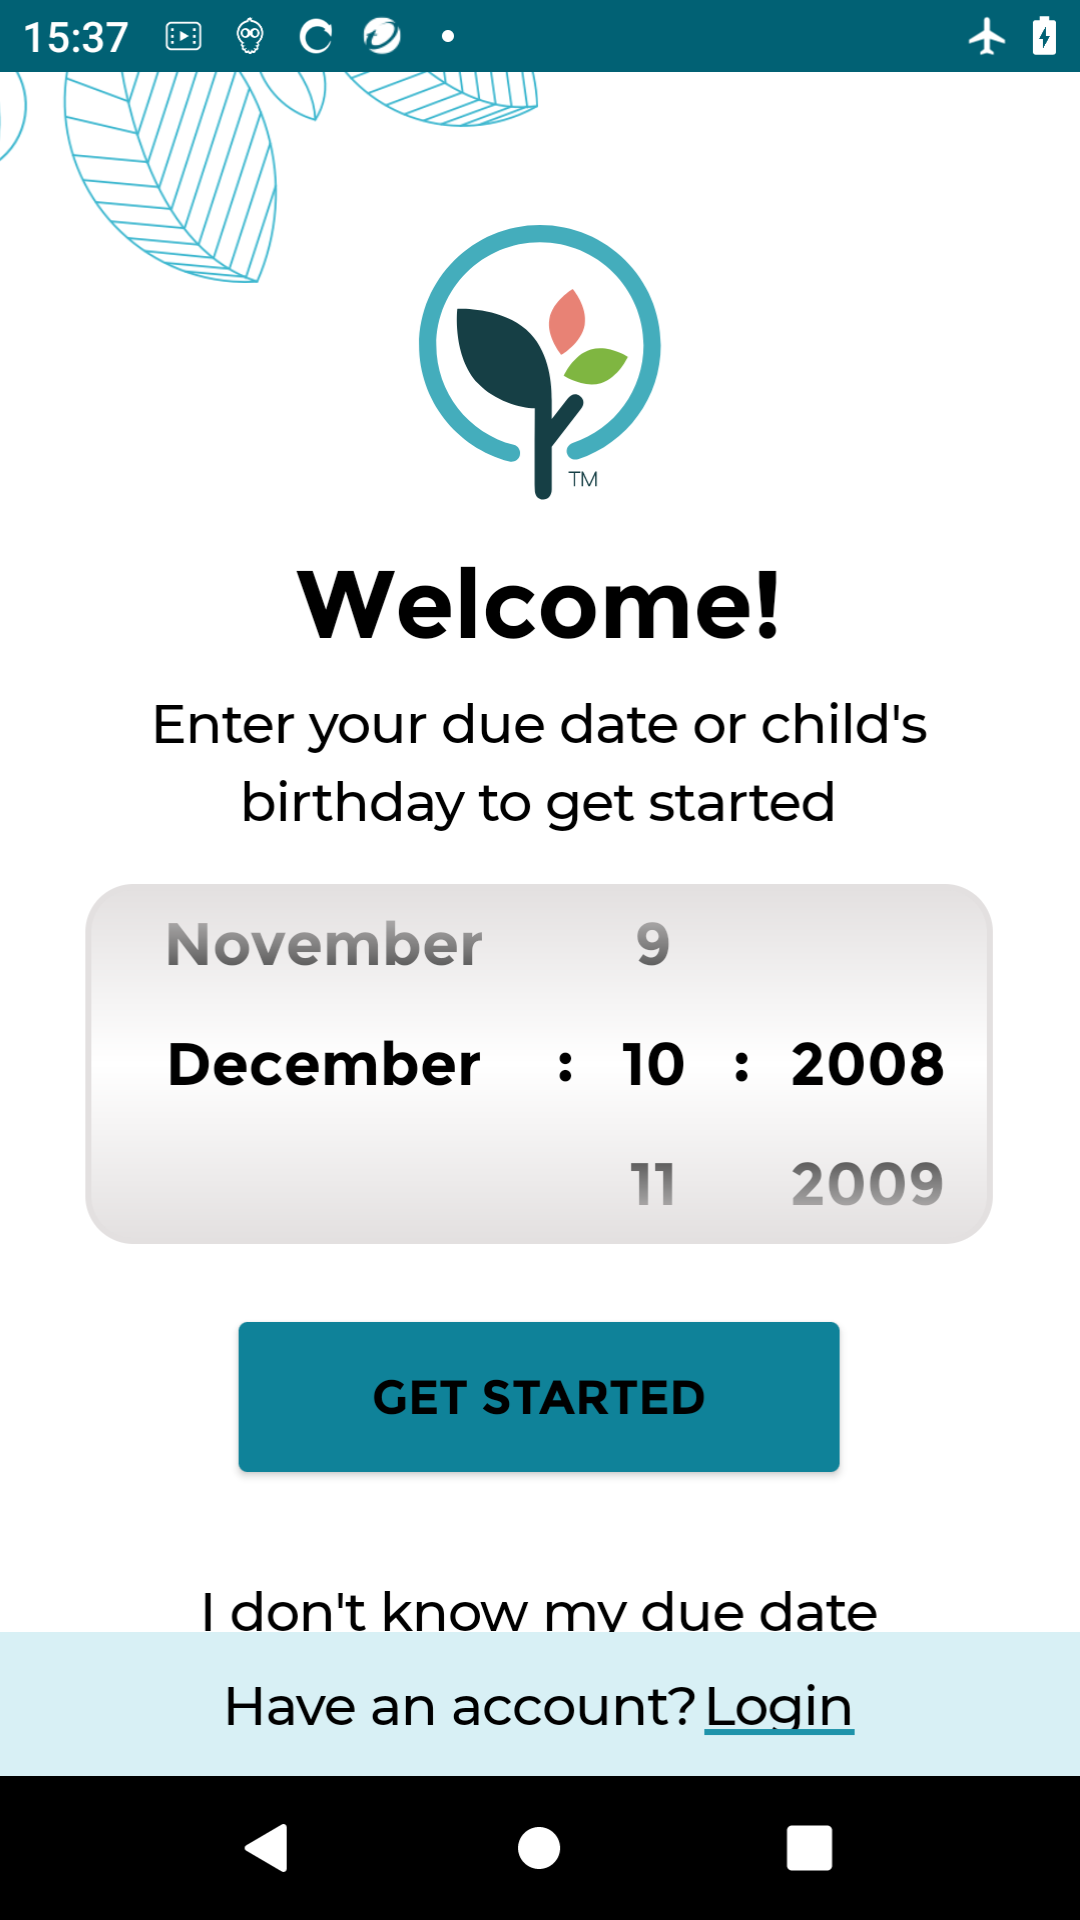 15:37
TM
Welcome!
Enter your due date or child's
birthday to get started
November 9
December : 10 : 2008
11 2009
GET STARTED
I don't know my due date
Have an account? Login